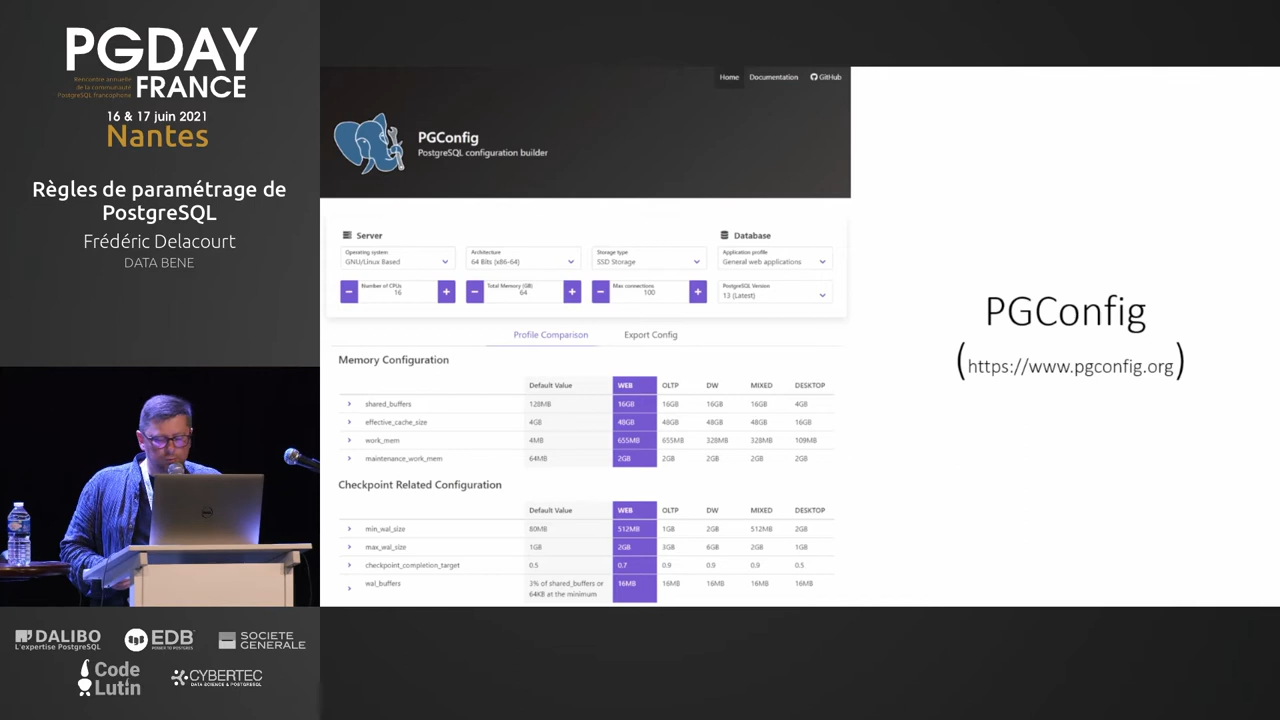 PGDAY
Rencontre annuelle
de la communauté
PostgreSQL francophone
FRANCE
16 & 17 juin 2021
Nantes
Règles de paramétrage de
PostgreSQL
Frédéric Delacourt
DATA BENE
Home Documentation GitHub
PGConfig
PostgreSQL configuration builder
Server
Database
Operating system
GNU/Linux Based
Architecture
64 Bits (x86-64)
Storage type
SSD Storage
Application profile
General web applications
Number of CPUs
16
Total Memory (GB)
64
Max connections
100
PostgreSQL Version
13 (Latest)
Profile Comparison Export Config
Memory Configuration
Default Value WEB OLTP DW MIXED DESKTOP
shared_buffers 128MB 16GB 16GB 16GB 16GB 4GB
effective_cache_size 4GB 48GB 48GB 48GB 48GB 16GB
work_mem 4MB 655MB 655MB 328MB 328MB 109MB
maintenance_work_mem 64MB 2GB 2GB 2GB 2GB 2GB
Checkpoint Related Configuration
Default Value WEB OLTP DW MIXED DESKTOP
min_wal_size 80MB 512MB 1GB 2GB 512MB 2GB
max_wal_size 1GB 2GB 3GB 6GB 2GB 1GB
checkpoint_completion_target 0.5 0.7 0.9 0.9 0.9 0.5
wal_buffers 3% of shared_buffers or 16MB 16MB 16MB 16MB 16MB
64KB at the minimum
PGConfig
(https://www.pgconfig.org)
DALIBO
L'expertise PostgreSQL
EDB
POWER TO POSTGRES
SOCIETE
GENERALE
Code
Lutin
CYBERTEC
DATA SCIENCE & POSTGRESQL